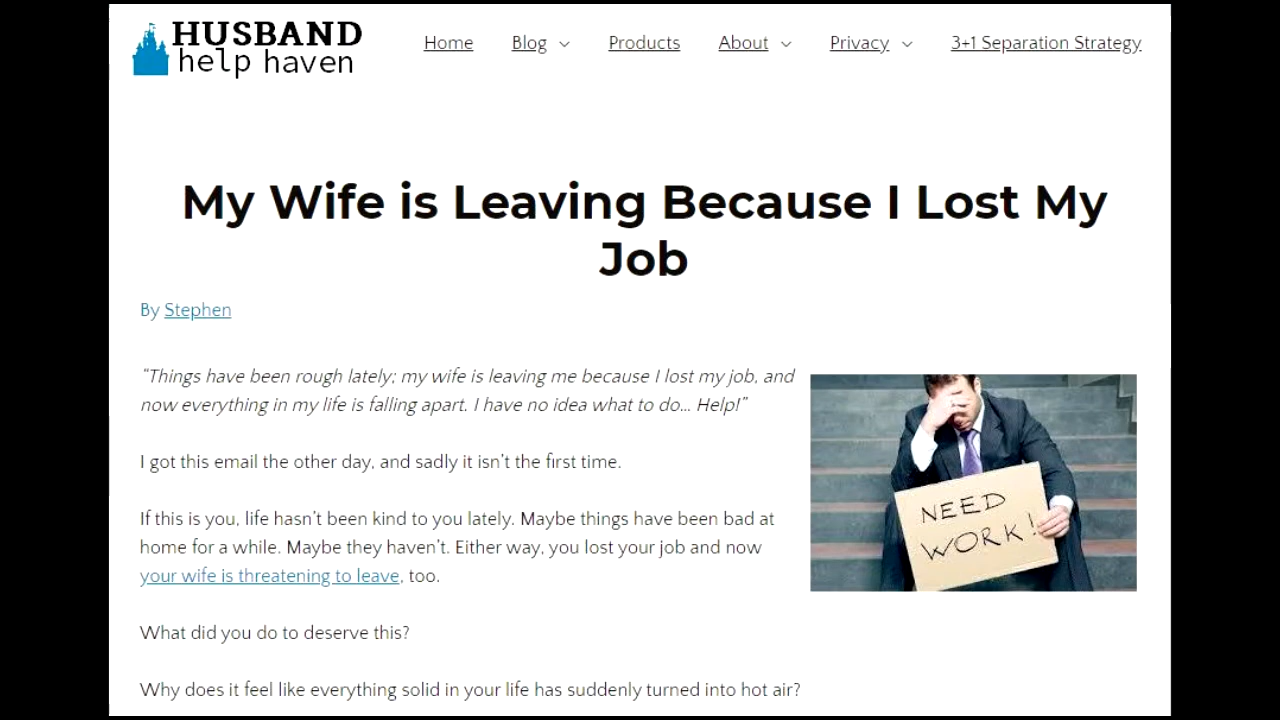 HUSBAND
help haven
Home Blog Products About Privacy 3+1 Separation Strategy
My Wife is Leaving Because I Lost My
Job
By Stephen
“Things have been rough lately; my wife is leaving me because I lost my job, and
now everything in my life is falling apart. I have no idea what to do… Help!”
I got this email the other day, and sadly it isn’t the first time.
If this is you, life hasn’t been kind to you lately. Maybe things have been bad at
home for a while. Maybe they haven’t. Either way, you lost your job and now
your wife is threatening to leave, too.
NEED
WORK!
What did you do to deserve this?
Why does it feel like everything solid in your life has suddenly turned into hot air?